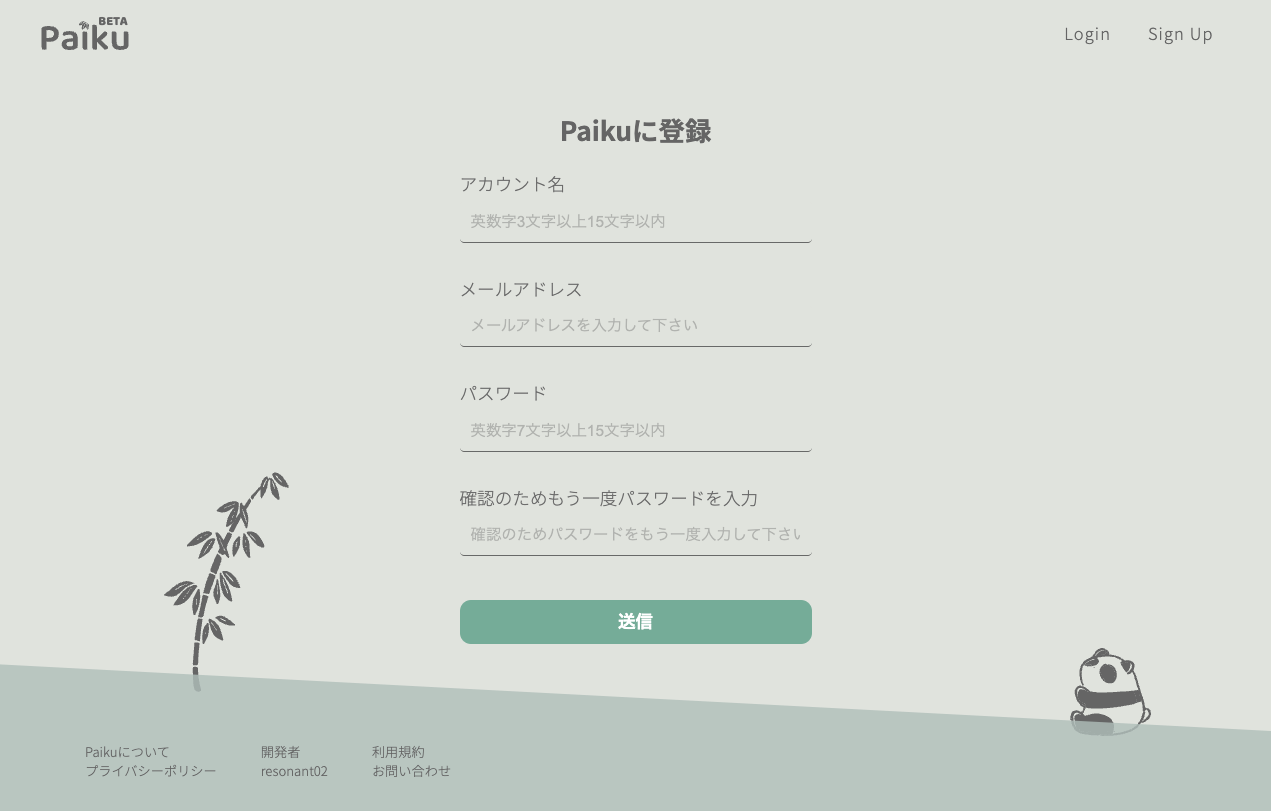 BETA
Paiku
Login
Sign Up
Paikuに登録
アカウント名
英数字3文字以上15文字以内
メールアドレス
メールアドレスを入力して下さい
パスワード
英数字7文字以上15文字以内
確認のためもう一度パスワードを入力
確認のためパスワードをもう一度入力して下さい
送信
Paikuについて
プライバシーポリシー
開発者
resonant02
利用規約
お問い合わせ